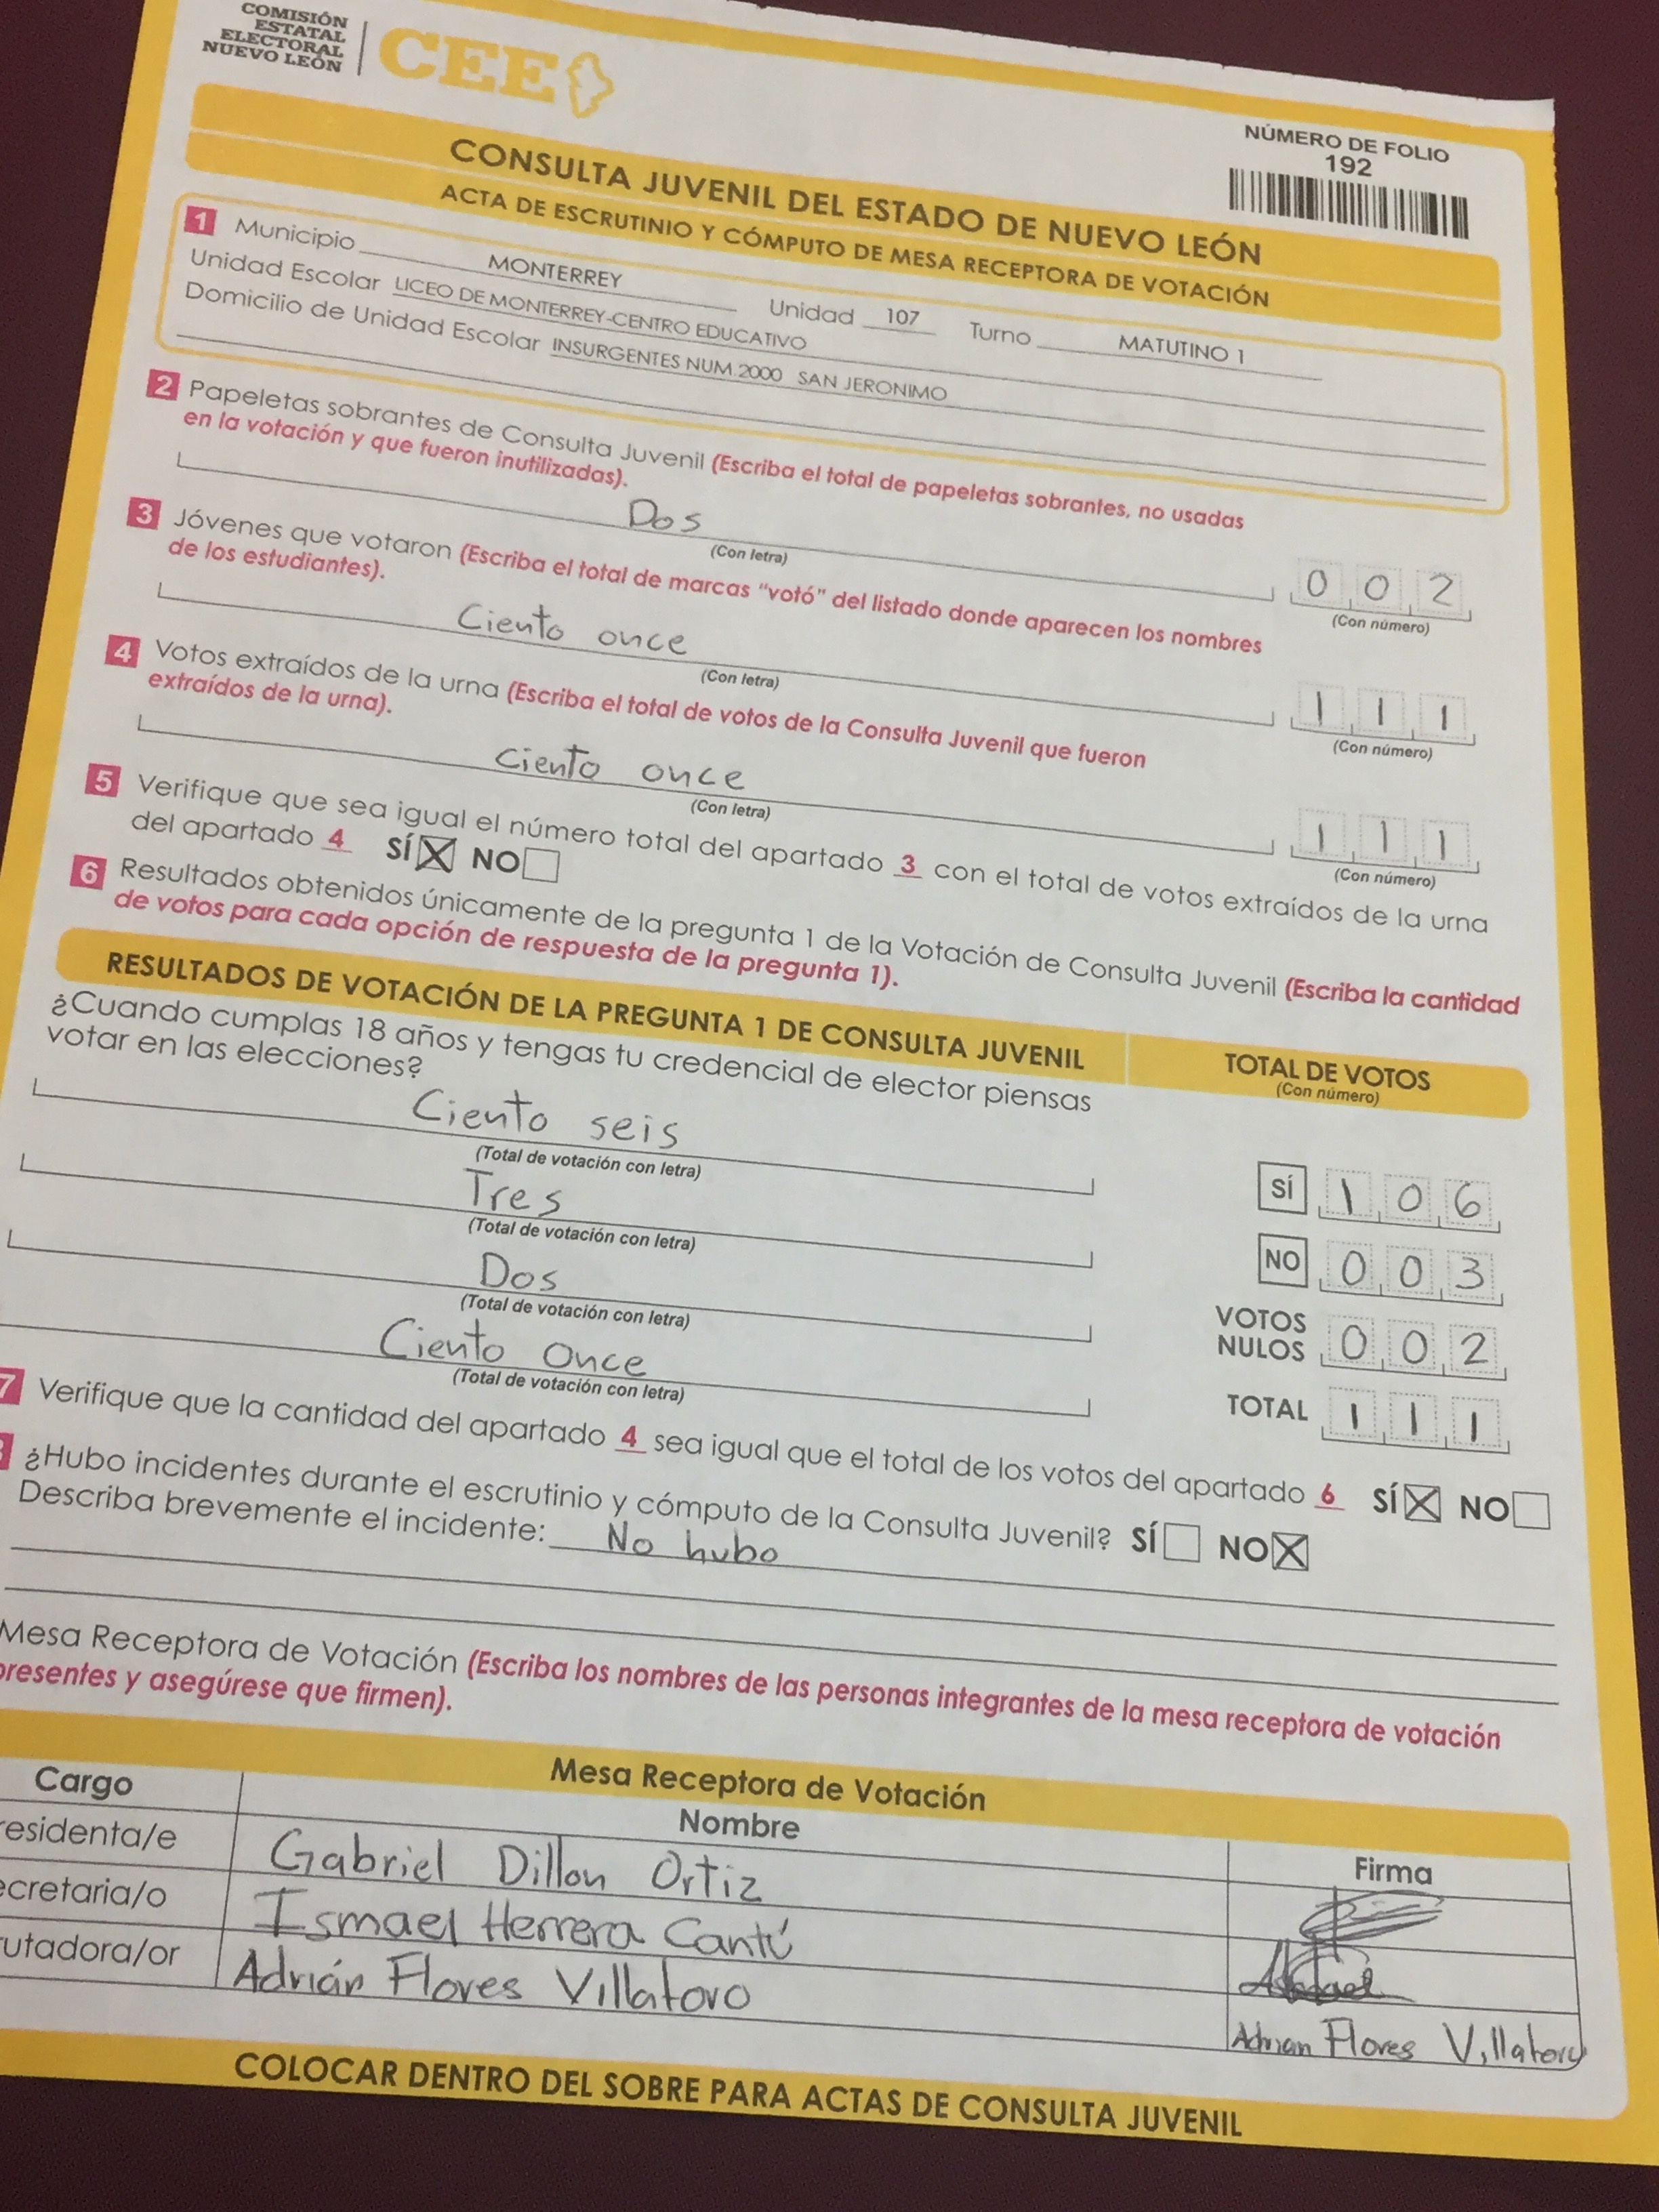 COMISIÓN
ESTATAL
ELECTORAL
NUEVO LEÓN
CEE
NÚMERO DE FOLIO
192
CONSULTA JUVENIL DEL ESTADO DE NUEVO LEÓN
ACTA DE ESCRUTINIO Y CÓMPUTO DE MESA RECEPTORA DE VOTACIÓN
1 Municipio MONTERREY Unidad 107 Turno MATUTINO 1
Unidad Escolar LICEO DE MONTERREY-CENTRO EDUCATIVO
Domicilio de Unidad Escolar INSURGENTES NUM.2000 SAN JERONIMO
2 Papeletas sobrantes de Consulta Juvenil (Escriba el total de papeletas sobrantes, no usadas
en la votación y que fueron inutilizadas).
Dos 0 0 2
(Con letra) (Con número)
3 Jóvenes que votaron (Escriba el total de marcas "votó" del listado donde aparecen los nombres
de los estudiantes).
Ciento once 1 1 1
(Con letra) (Con número)
4 Votos extraídos de la urna (Escriba el total de votos de la Consulta Juvenil que fueron
extraídos de la urna).
Ciento once 1 1 1
(Con letra) (Con número)
5 Verifique que sea igual el número total del apartado 3 con el total de votos extraídos de la urna
del apartado 4 SÍ X NO
6 Resultados obtenidos únicamente de la pregunta 1 de la Votación de Consulta Juvenil (Escriba la cantidad
de votos para cada opción de respuesta de la pregunta 1).
RESULTADOS DE VOTACIÓN DE LA PREGUNTA 1 DE CONSULTA JUVENIL TOTAL DE VOTOS
(Con número)
¿Cuando cumplas 18 años y tengas tu credencial de elector piensas
votar en las elecciones?
Ciento seis SÍ 1 0 6
(Total de votación con letra)
Tres NO 0 0 3
(Total de votación con letra)
Dos VOTOS NULOS 0 0 2
(Total de votación con letra)
Ciento Once TOTAL 1 1 1
(Total de votación con letra)
7 Verifique que la cantidad del apartado 4 sea igual que el total de los votos del apartado 6 SÍ X NO
¿Hubo incidentes durante el escrutinio y cómputo de la Consulta Juvenil? SÍ NO X
Describa brevemente el incidente: No hubo
Mesa Receptora de Votación (Escriba los nombres de las personas integrantes de la mesa receptora de votación
presentes y asegúrese que firmen).
Mesa Receptora de Votación
Cargo Nombre Firma
residenta/e Gabriel Dillon Ortiz
ecretaria/o Ismael Herrera Cantú
utadora/or Adrián Flores Villatoro Adrian Flores Villatoro
COLOCAR DENTRO DEL SOBRE PARA ACTAS DE CONSULTA JUVENIL